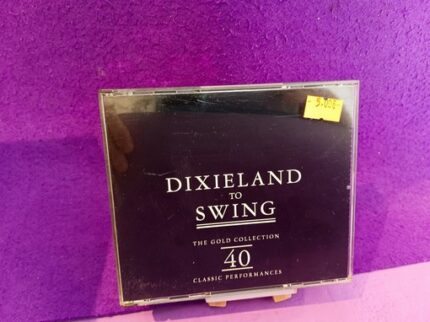 DIXIELAND
TO
SWING
THE GOLD COLLECTION
40
CLASSIC PERFORMANCES